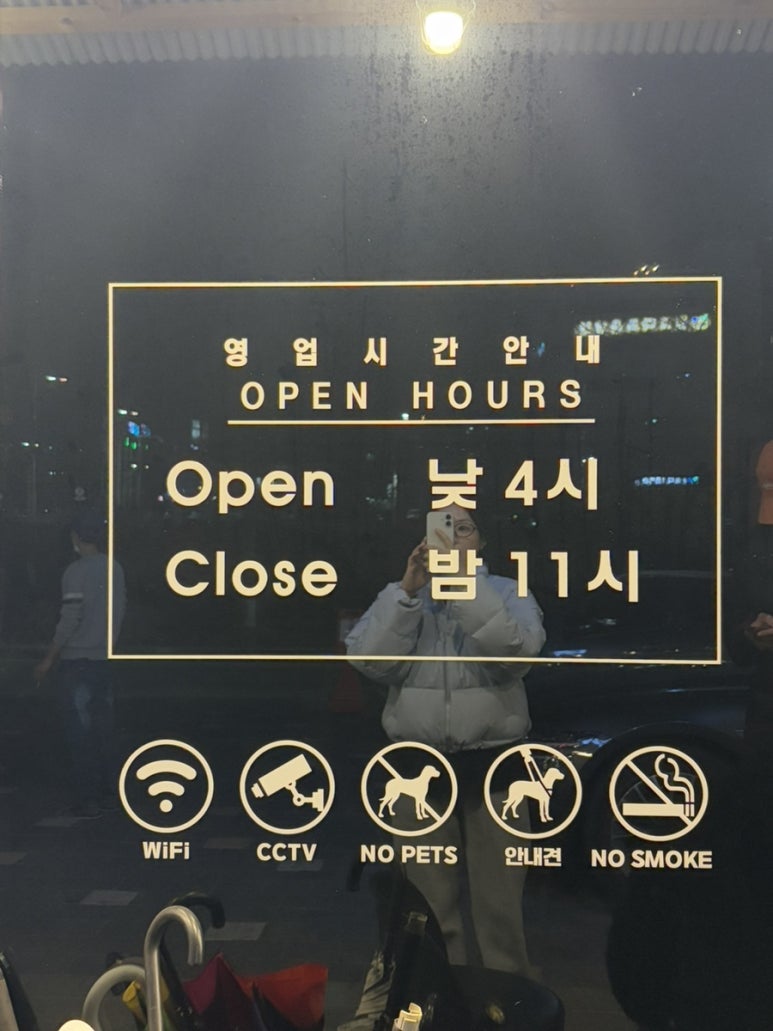 영업시간안내
OPEN HOURS
Open 낮 4시
Close 밤 11시
WiFi
CCTV
NO PETS
안내견
NO SMOKE